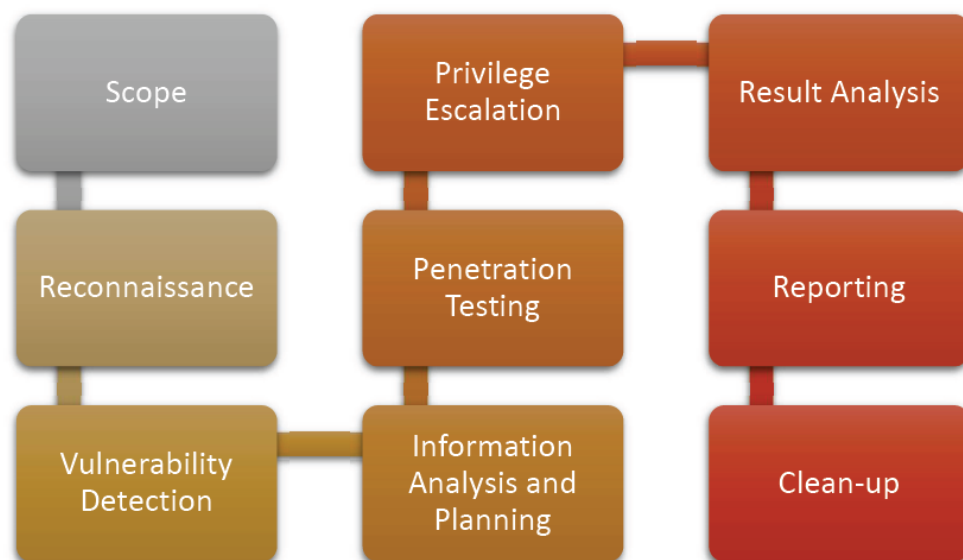 Scope
Reconnaissance
Vulnerability
Detection
Information
Analysis and
Planning
Penetration
Testing
Privilege
Escalation
Result Analysis
Reporting
Clean-up